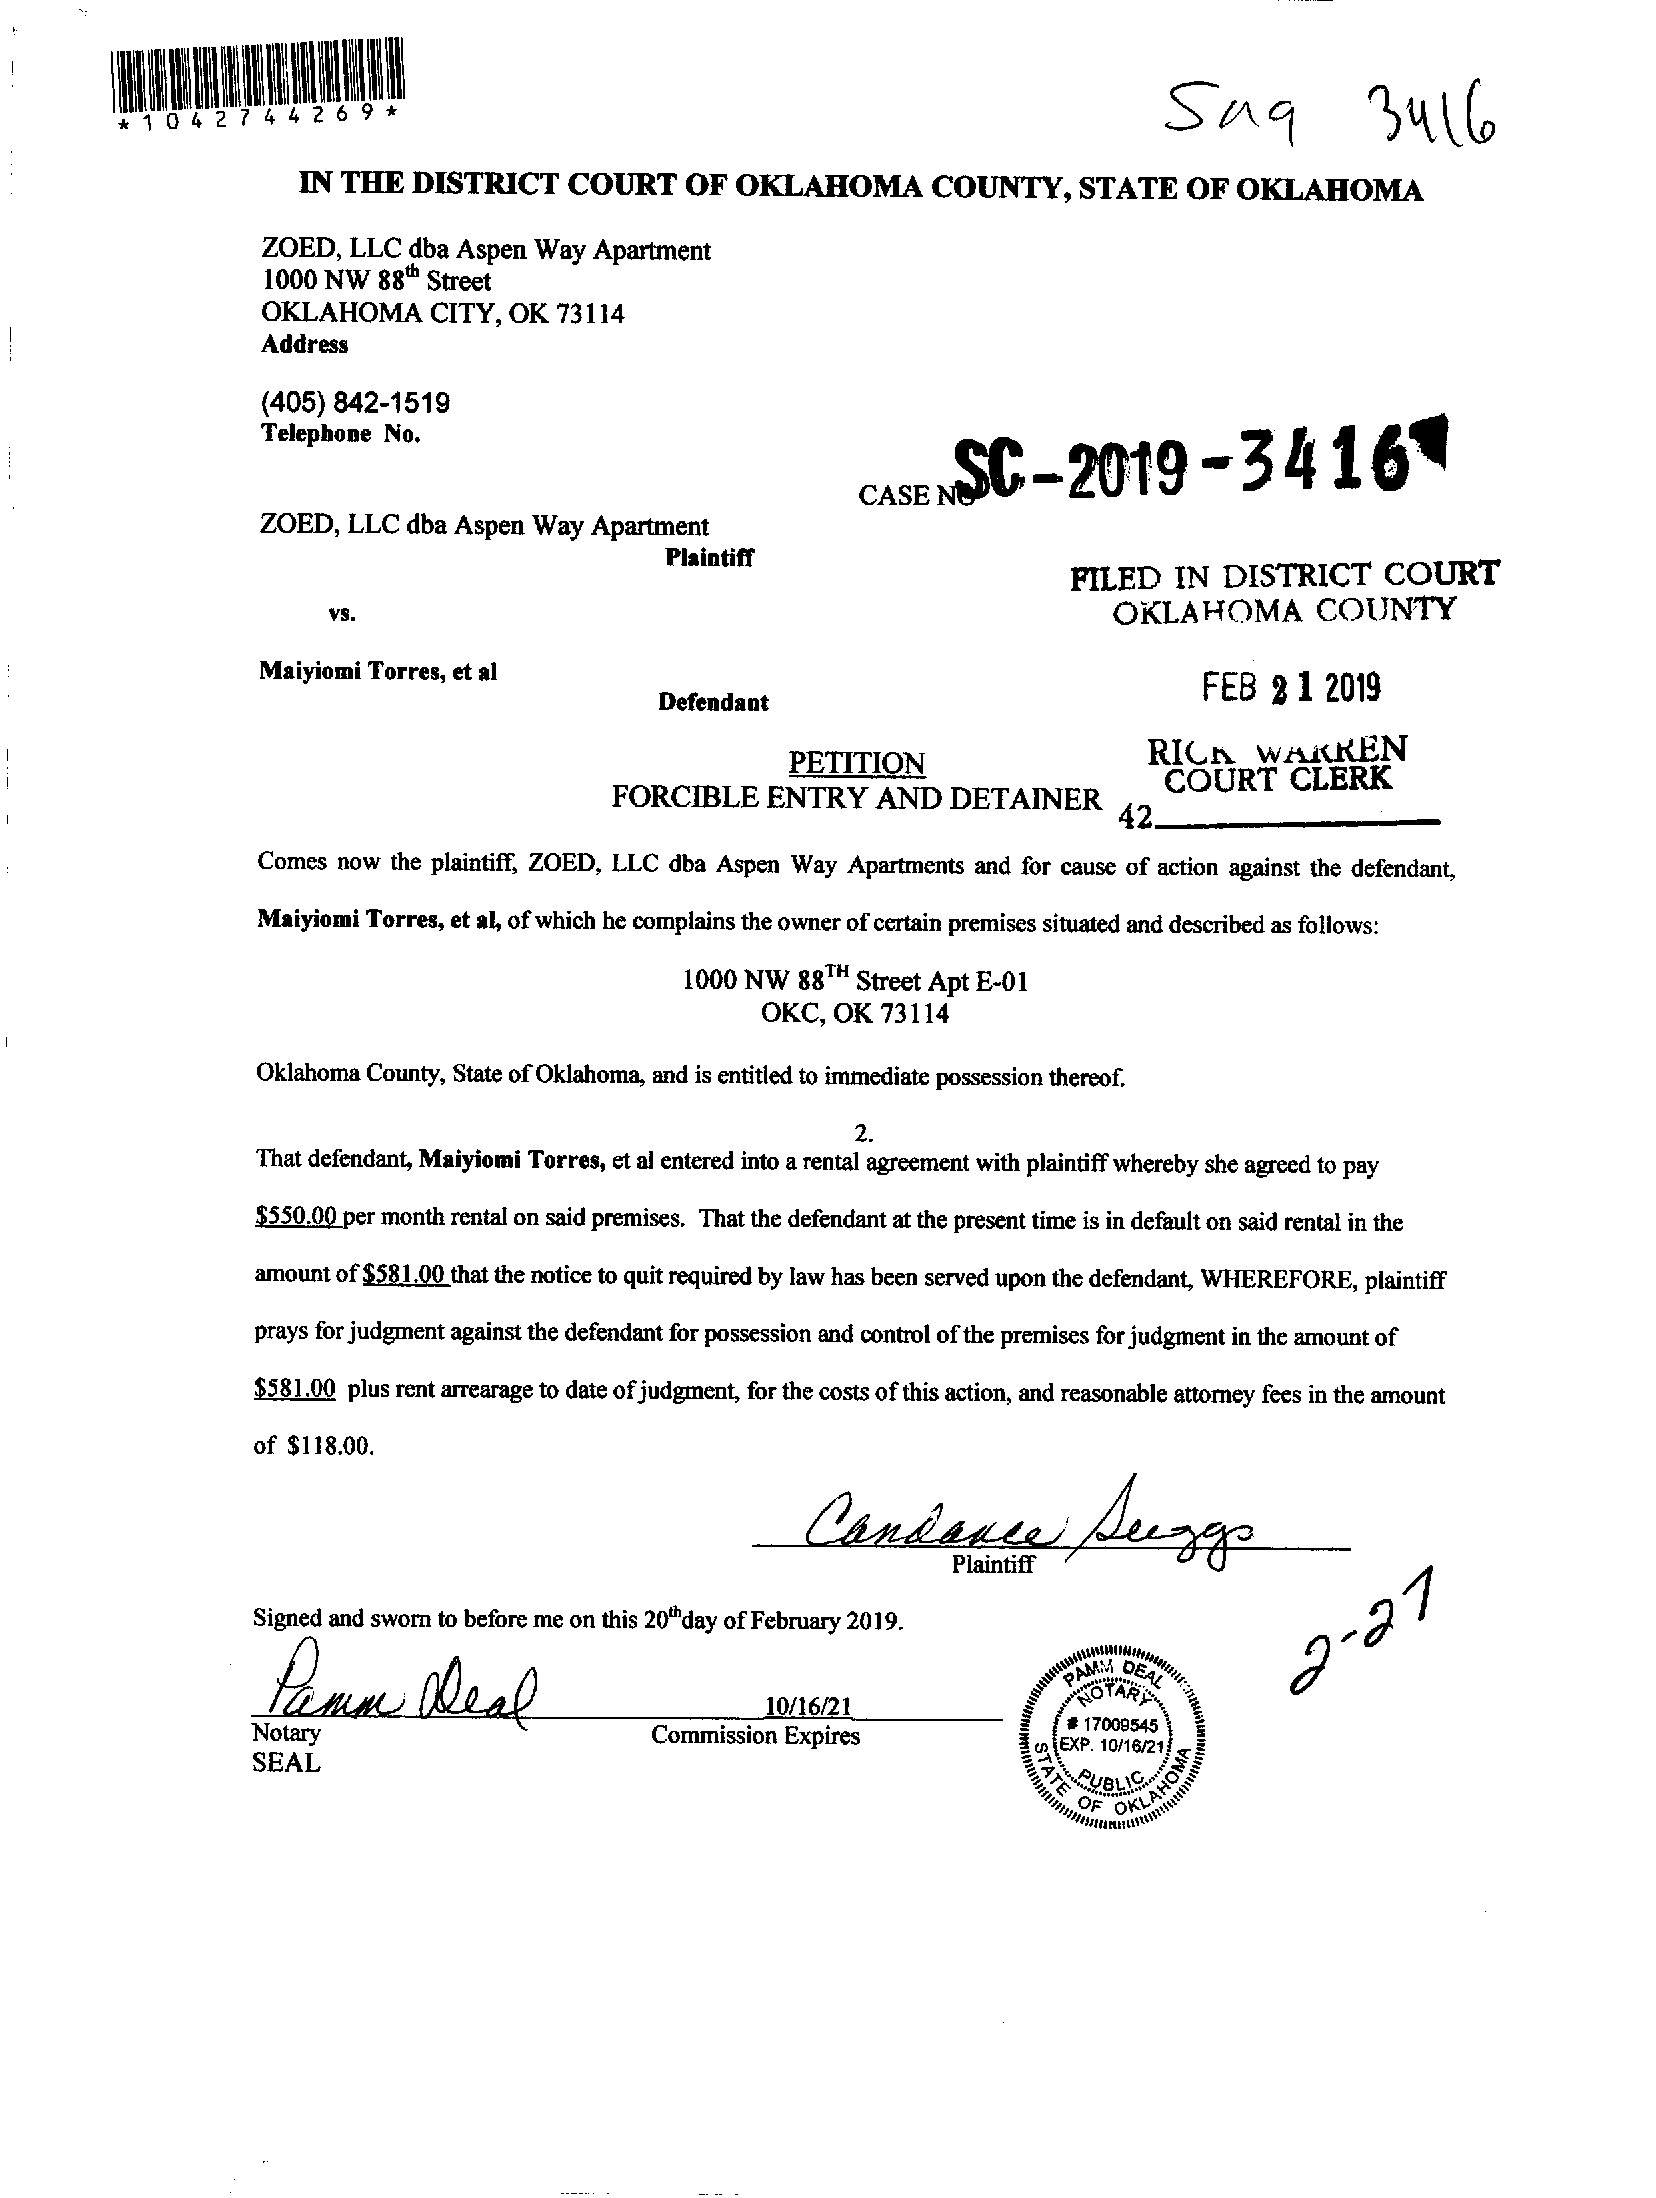 *1042744269*
Sn9 3416
IN THE DISTRICT COURT OF OKLAHOMA COUNTY, STATE OF OKLAHOMA
ZOED, LLC dba Aspen Way Apartment
1000 NW 88th Street
OKLAHOMA CITY, OK 73114
Address
(405) 842-1519
Telephone No.
CASE NO SC-2019-3416
ZOED, LLC dba Aspen Way Apartment
Plaintiff
FILED IN DISTRICT COURT
OKLAHOMA COUNTY
vs.
Maiyiomi Torres, et al
Defendant
FEB 21 2019
RICK WARREN
COURT CLERK
42
PETITION
FORCIBLE ENTRY AND DETAINER
Comes now the plaintiff, ZOED, LLC dba Aspen Way Apartments and for cause of action against the defendant,
Maiyiomi Torres, et al, of which he complains the owner of certain premises situated and described as follows:
1000 NW 88TH Street Apt E-01
OKC, OK 73114
Oklahoma County, State of Oklahoma, and is entitled to immediate possession thereof.
2.
That defendant, Maiyiomi Torres, et al entered into a rental agreement with plaintiff whereby she agreed to pay
$550.00 per month rental on said premises. That the defendant at the present time is in default on said rental in the
amount of $581.00 that the notice to quit required by law has been served upon the defendant, WHEREFORE, plaintiff
prays for judgment against the defendant for possession and control of the premises for judgment in the amount of
$581.00 plus rent arrearage to date of judgment, for the costs of this action, and reasonable attorney fees in the amount
of $118.00.
Candance Suggs
Plaintiff
Signed and sworn to before me on this 20th day of February 2019.
2-27
Pamm Deal
10/16/21
Notary
Commission Expires
SEAL
PAMM DEAL
NOTARY
# 17009545
EXP. 10/16/21
PUBLIC
STATE OF OKLAHOMA